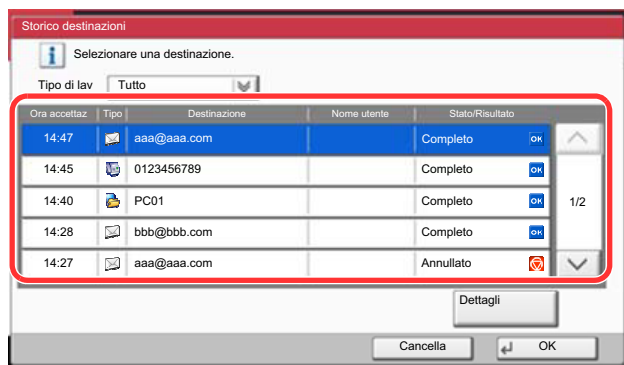 Storico destinazioni
Selezionare una destinazione.
Tipo di lav Tutto
Ora accettaz Tipo Destinazione Nome utente Stato/Risultato
14:47 aaa@aaa.com Completo OK
14:45 0123456789 Completo OK
14:40 PC01 Completo OK 1/2
14:28 bbb@bbb.com Completo OK
14:27 aaa@aaa.com Annullato
Dettagli
Cancella OK